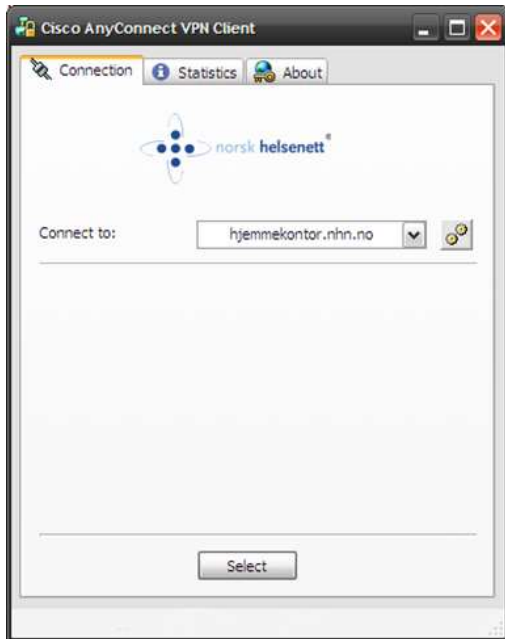 Cisco AnyConnect VPN Client
Connection Statistics About
norsk helsenett®
Connect to: hjemmekontor.nhn.no
Select